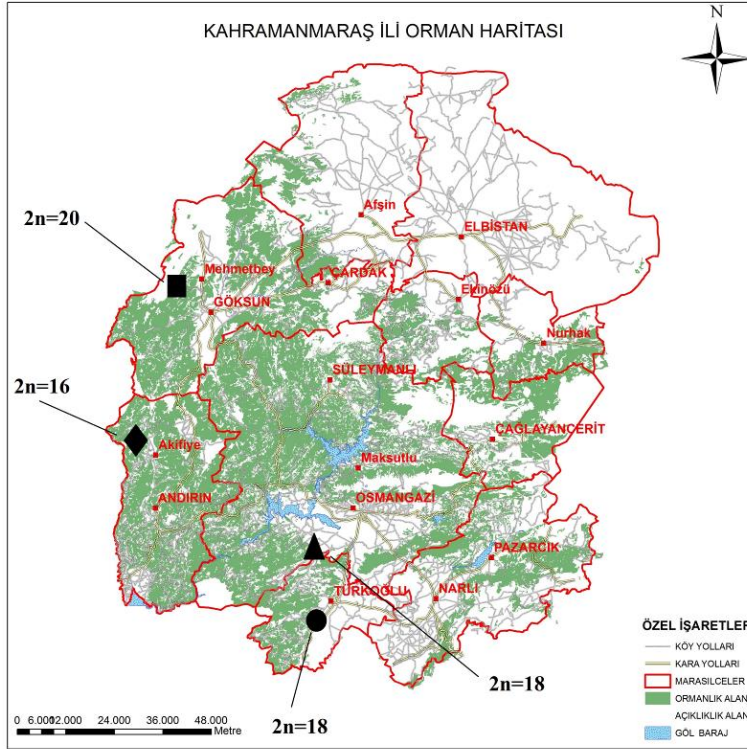 KAHRAMANMARAŞ İLİ ORMAN HARİTASI
N
Afşin
2n=20
ELBİSTAN
Mehmetbey
ÇARDAK
Ekinözü
GÖKSUN
Nurhak
SÜLEYMANLI
2n=16
ÇAĞLAYANCERİT
Akifiye
Maksutlu
ANDIRIN
OSMANGAZİ
PAZARCIK
TÜRKOĞLU
NARLI
ÖZEL İŞARETLER
KÖY YOLLARI
KARA YOLLARI
MARASILCELER
ORMANLIK ALAN
AÇIKLIKLIK ALAN
GÖL BARAJ
2n=18
2n=18
0 6.00012.000 24.000 36.000 48.000
Metre